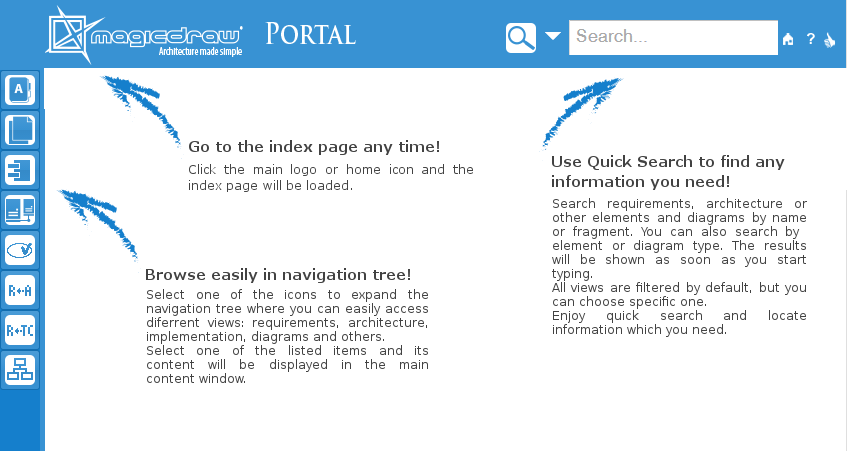 magicdraw
Architecture made simple
PORTAL
Search...
?
A
R↔A
R↔TC
Go to the index page any time!
Click the main logo or home icon and the
index page will be loaded.
Browse easily in navigation tree!
Select one of the icons to expand the
navigation tree where you can easily access
diferrent views: requirements, architecture,
implementation, diagrams and others.
Select one of the listed items and its
content will be displayed in the main
content window.
Use Quick Search to find any
information you need!
Search requirements, architecture or
other elements and diagrams by name
or fragment. You can also search by
element or diagram type. The results
will be shown as soon as you start
typing.
All views are filtered by default, but you
can choose specific one.
Enjoy quick search and locate
information which you need.